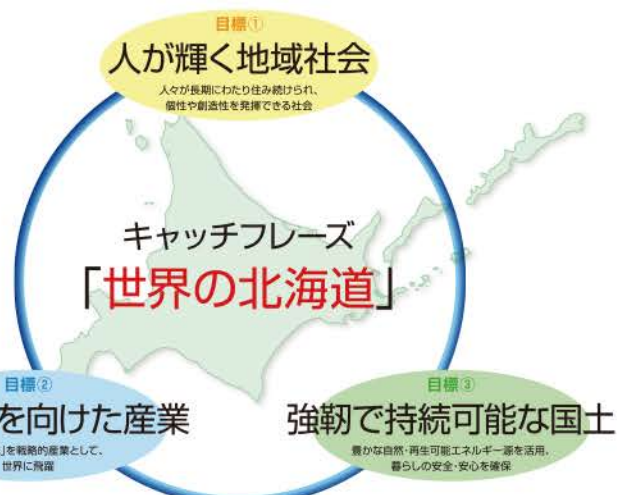 目標①
人が輝く地域社会
人々が長期にわたり住み続けられ、
個性や創造性を発揮できる社会
キャッチフレーズ
「世界の北海道」
目標②
を向けた産業
」を戦略的産業として、
世界に飛躍
目標③
強靭で持続可能な国土
豊かな自然・再生可能エネルギー源を活用、
暮らしの安全・安心を確保